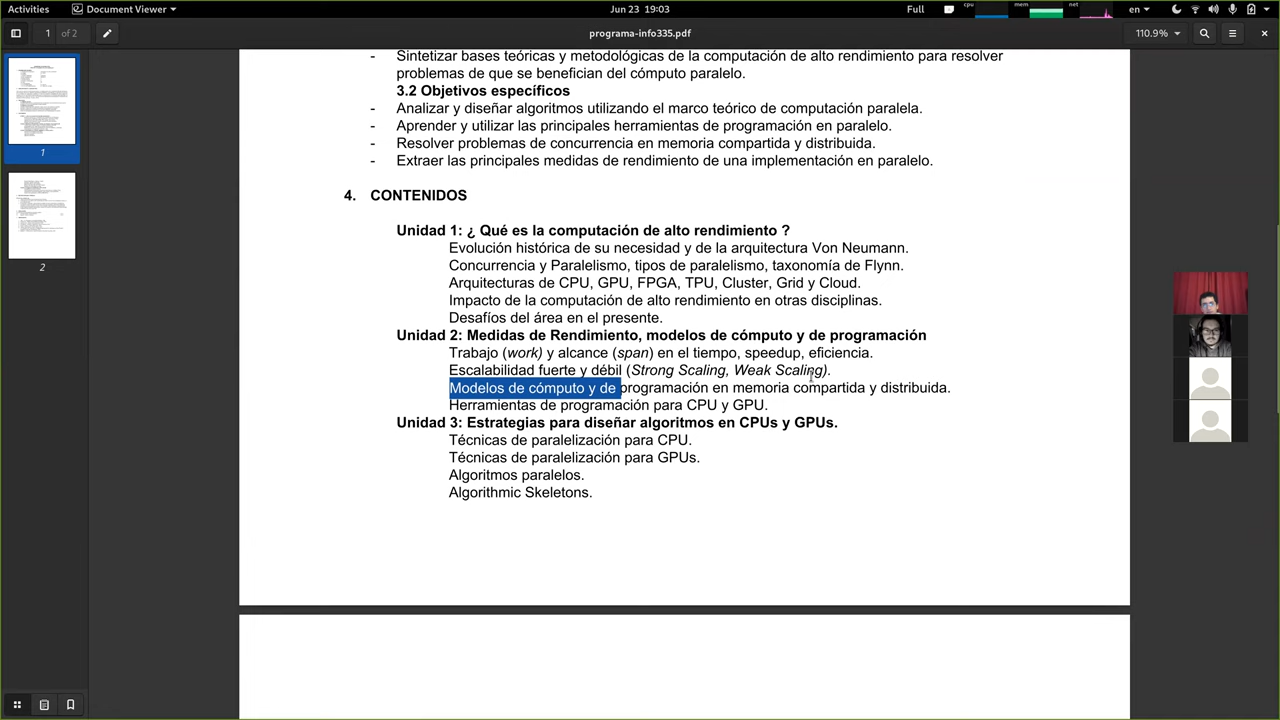 Activities
Document Viewer
Jun 23 19:03
Full
cpu
mem
net
en
1 of 2
programa-info335.pdf
110.9%
- Sintetizar bases teóricas y metodológicas de la computación de alto rendimiento para resolver
problemas de que se benefician del cómputo paralelo.
3.2 Objetivos específicos
- Analizar y diseñar algoritmos utilizando el marco teórico de computación paralela.
- Aprender a utilizar las principales herramientas de programación en paralelo.
- Resolver problemas de concurrencia en memoria compartida y distribuida.
- Extraer las principales medidas de rendimiento de una implementación en paralelo.
4. CONTENIDOS
Unidad 1: ¿ Qué es la computación de alto rendimiento ?
Evolución histórica de su necesidad y de la arquitectura Von Neumann.
Concurrencia y Paralelismo, tipos de paralelismo, taxonomía de Flynn.
Arquitecturas de CPU, GPU, FPGA, TPU, Cluster, Grid y Cloud.
Impacto de la computación de alto rendimiento en otras disciplinas.
Desafíos del área en el presente.
Unidad 2: Medidas de Rendimiento, modelos de cómputo y de programación
Trabajo (work) y alcance (span) en el tiempo, speedup, eficiencia.
Escalabilidad fuerte y débil (Strong Scaling, Weak Scaling).
Modelos de cómputo y de programación en memoria compartida y distribuida.
Herramientas de programación para CPU y GPU.
Unidad 3: Estrategias para diseñar algoritmos en CPUs y GPUs.
Técnicas de paralelización para CPU.
Técnicas de paralelización para GPUs.
Algoritmos paralelos.
Algorithmic Skeletons.
1
2